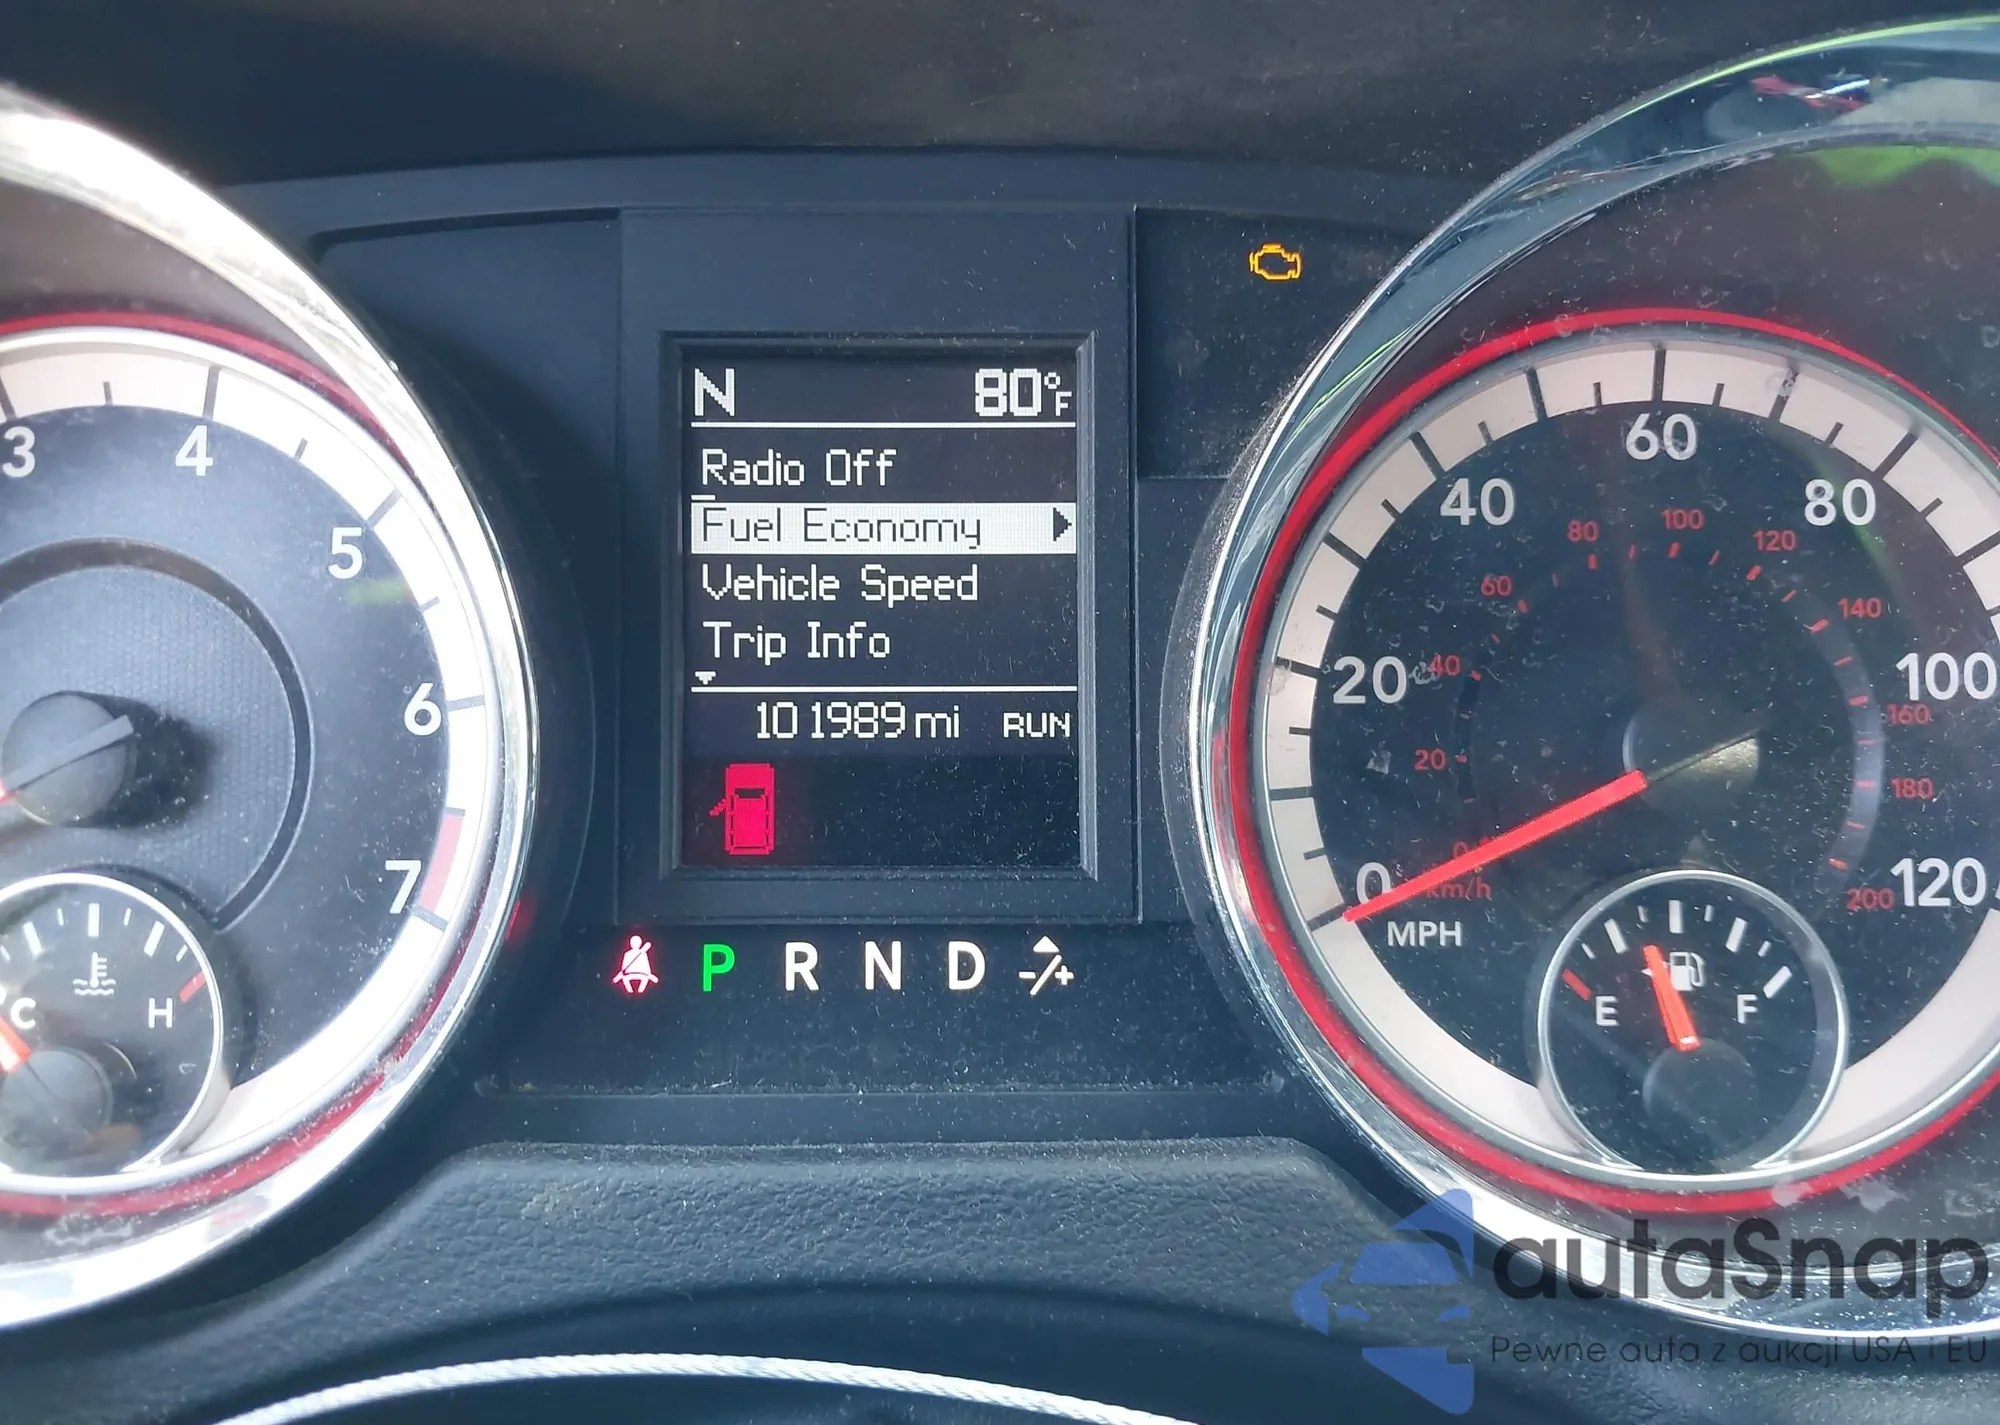 N 80°F
Radio Off
Fuel Economy
Vehicle Speed
Trip Info
101989 mi RUN
P R N D -/+
3
4
5
6
7
C H
0
20
40
60
80
100
120
MPH
0
20
40
60
80
100
120
140
160
180
200
km/h
E F
autaSnap
Pewne auta z aukcji USA i EU